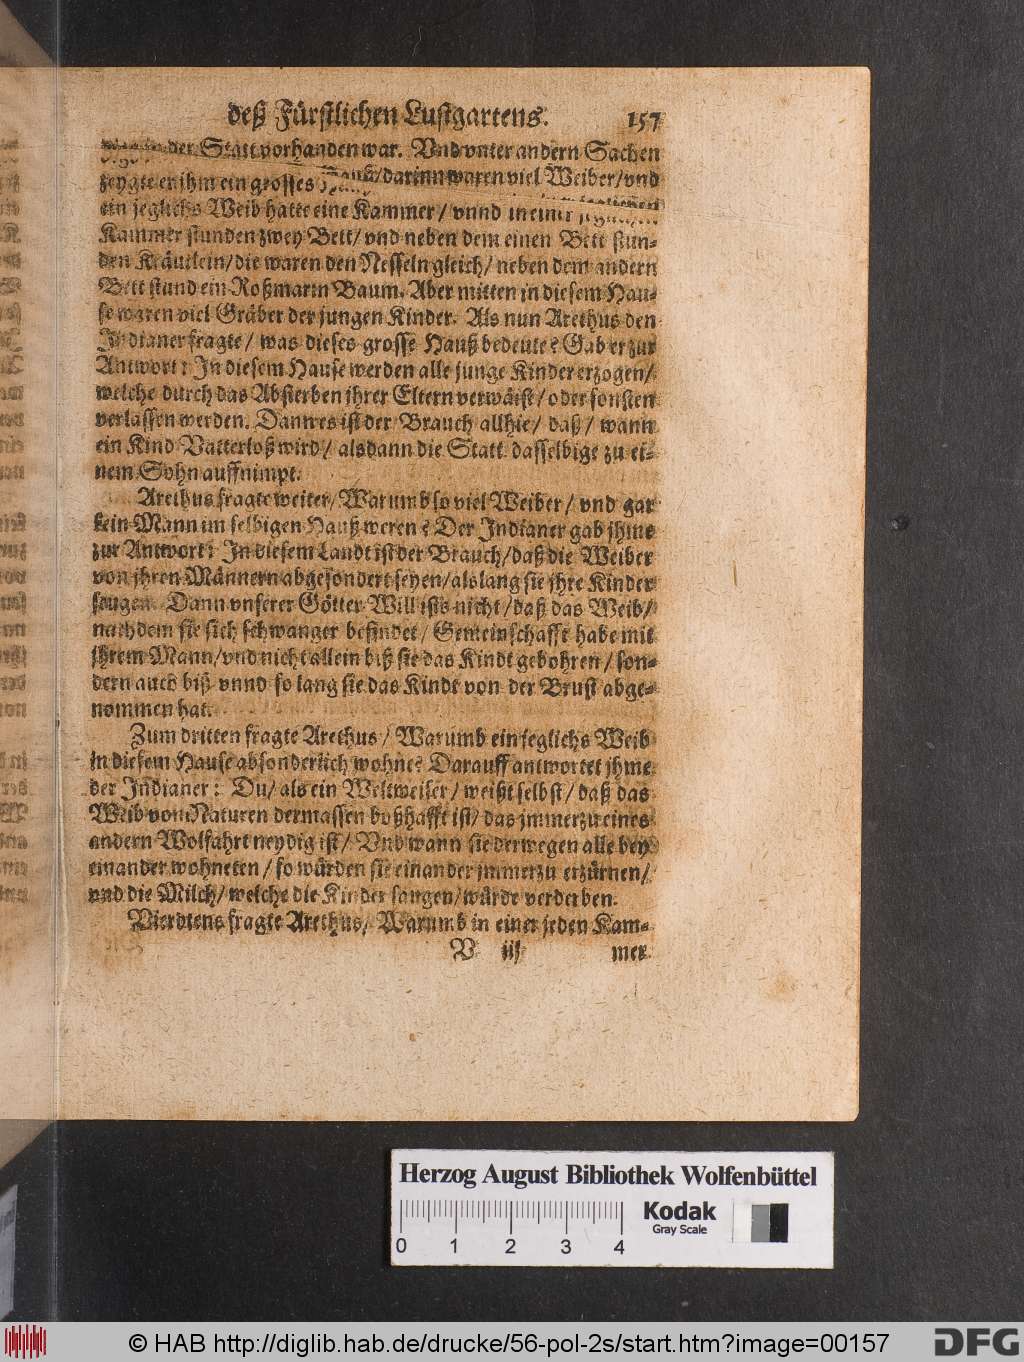 deß Fürstlichen Lustgartens. 157
in der Statt vorhanden war. Vnd vnter andern Sachen
zeygte er ihm ein grosses Hauß/ darinn waren viel Weiber/ vnd
ein jeglichs Weib hatte eine Kammer/ vnnd in einer
Kammer stunden zwey Bett/ vnd neben dem einen Bett stun-
den Kräutlein/ die waren den Nesseln gleich/ neben dem andern
Bett stund ein Roßmarin Baum. Aber mitten in diesem Hau-
se waren viel Gräber der jungen Kinder. Als nun Arethus den
Indianer fragte/ was dieses grosse Hauß bedeute? Gab er zur
Antwort: In diesem Hause werden alle junge Kinder erzogen/
welche durch das Absterben jhrer Eltern verwäist/ oder sonsten
verlassen werden. Dann es ist der Brauch allhie/ daß/ wann
ein Kind Vatterloß wird/ alsdann die Statt dasselbige zu ei-
nem Sohn auffnimpt.
Arethus fragte weiter/ Warumb so viel Weiber/ vnd gar
kein Mann im selbigen Hauß weren? Der Indianer gab jhme
zur Antwort: In diesem Landt ist der Brauch/ daß die Weiber
von jhren Männern abgesondert seyen/ als lang sie jhre Kinder
seugen. Dann vnserer Götter Will ists nicht/ daß das Weib/
nachdem sie sich schwanger befindet/ Gemeinschafft habe mit
jhrem Mann/ vnd nicht allein biß sie das Kindt gebohren/ son-
dern auch biß vnnd so lang sie das Kindt von der Brust abge-
nommen hat.
Zum dritten fragte Arethus/ Warumb ein jeglichs Weib
in diesem Hause absonderlich wohne? Darauff antwortet jhme
der Indianer: Du/ als ein Weltweiser/ weißt selbst/ daß das
Weib von Naturen dermassen boßhafft ist/ das jmmerzu eines
andern Wolfahrt neydig ist/ Vnd wann sie derwegen alle bey
einander wohneten/ so würden sie einander jmmerzu erzürnen/
vnd die Milch/ welche die Kinder saugen/ würde verderben.
Vierdtens fragte Arethus/ Warumb in einer jeden Kam-
V iij mer
Herzog August Bibliothek Wolfenbüttel
Kodak
Gray Scale
0 1 2 3 4
© HAB http://diglib.hab.de/drucke/56-pol-2s/start.htm?image=00157
DFG